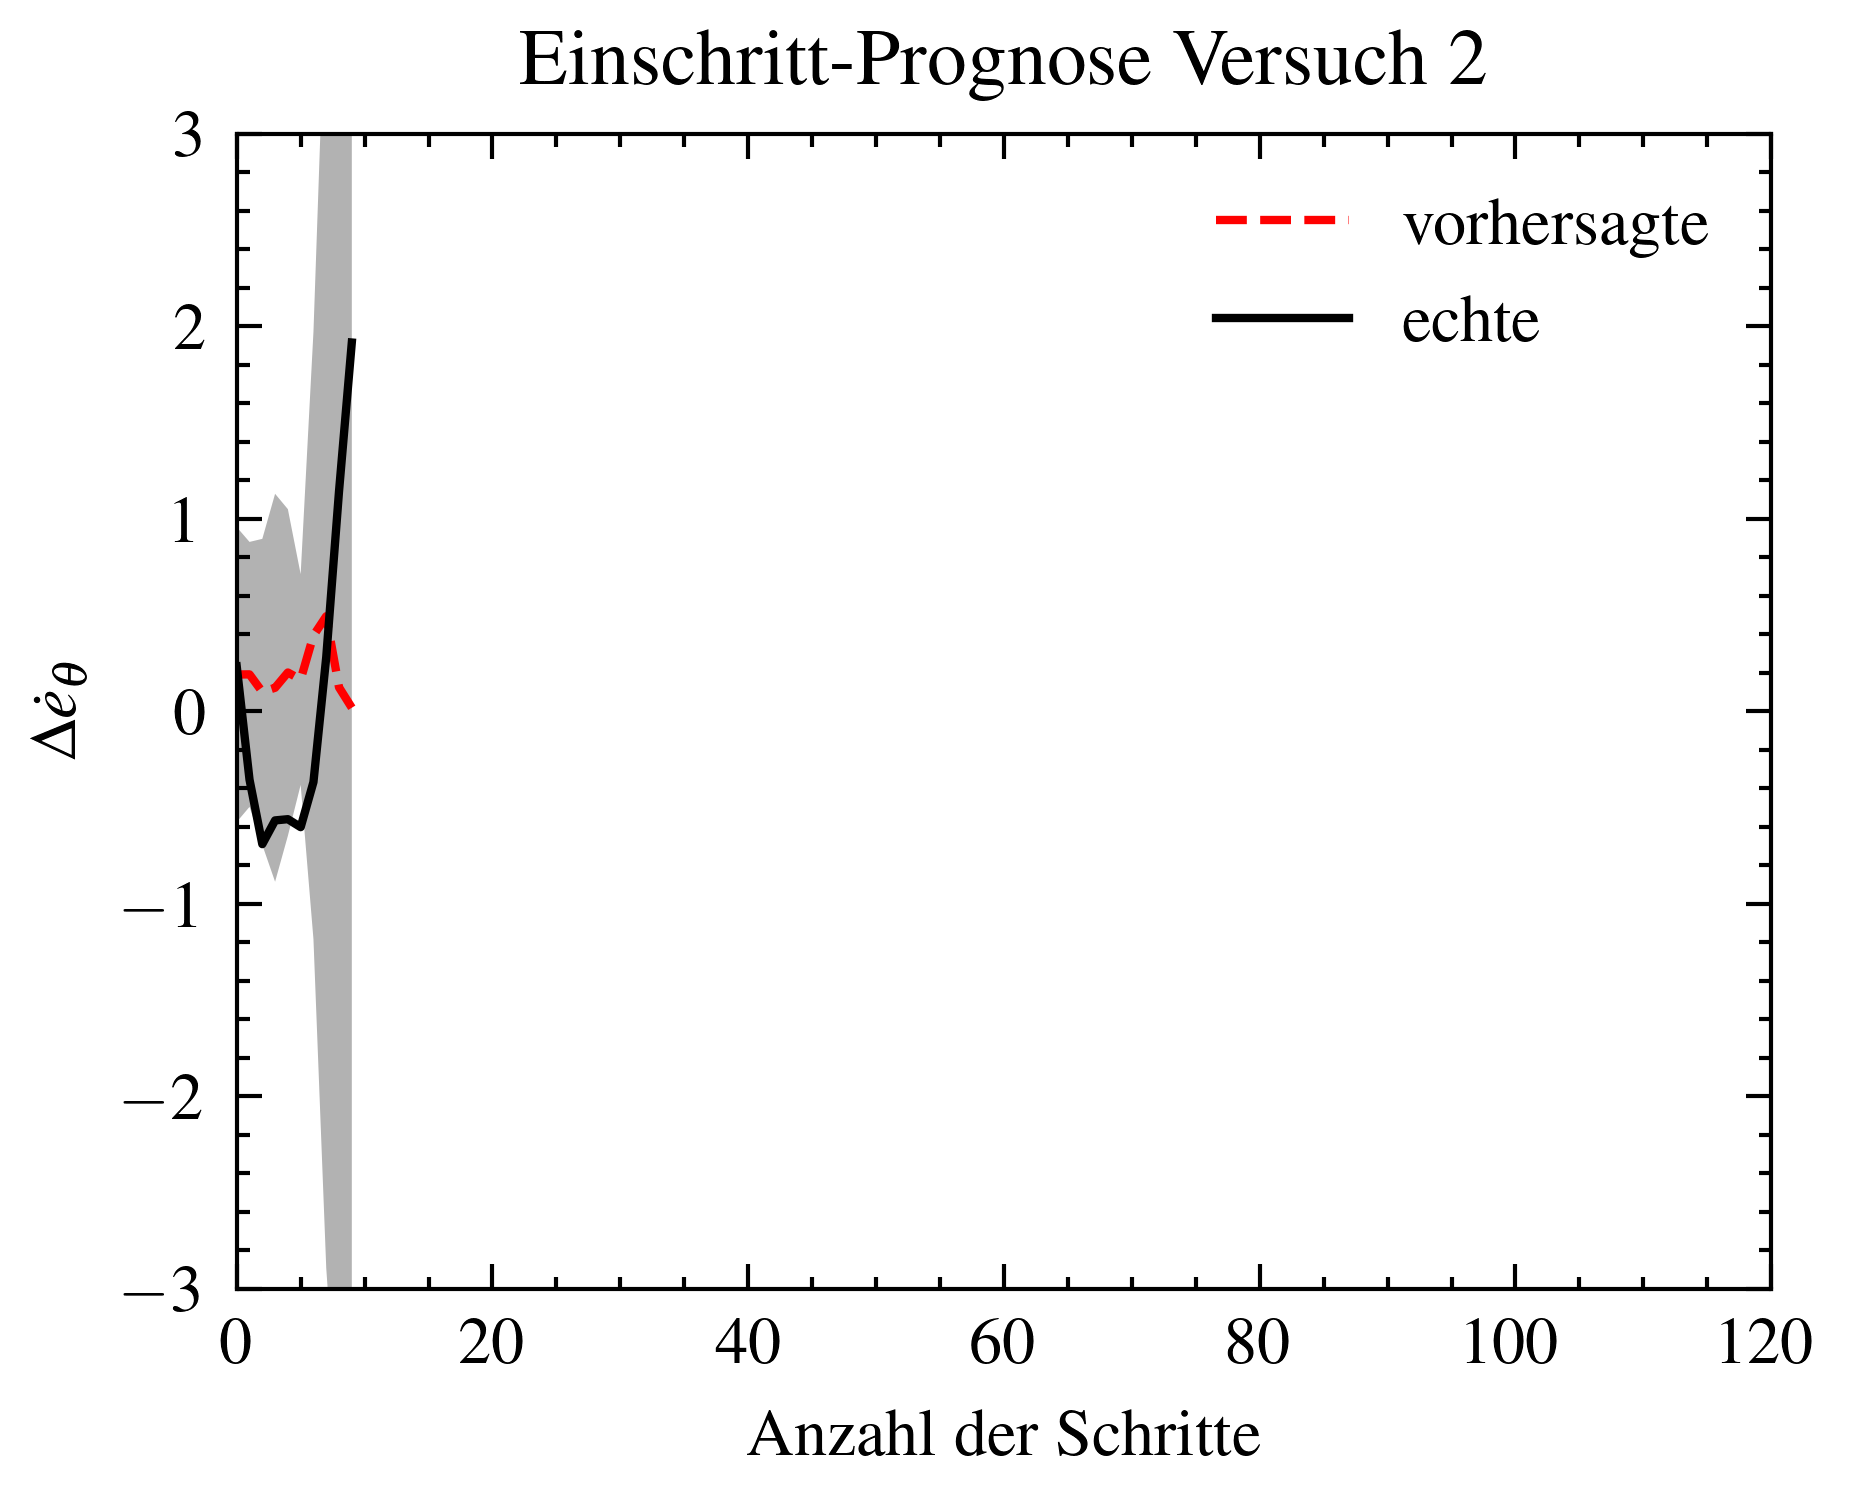 Einschritt-Prognose Versuch 2
3
2
1
0
−1
−2
−3
Δėθ
vorhersagte
echte
0 20 40 60 80 100 120
Anzahl der Schritte